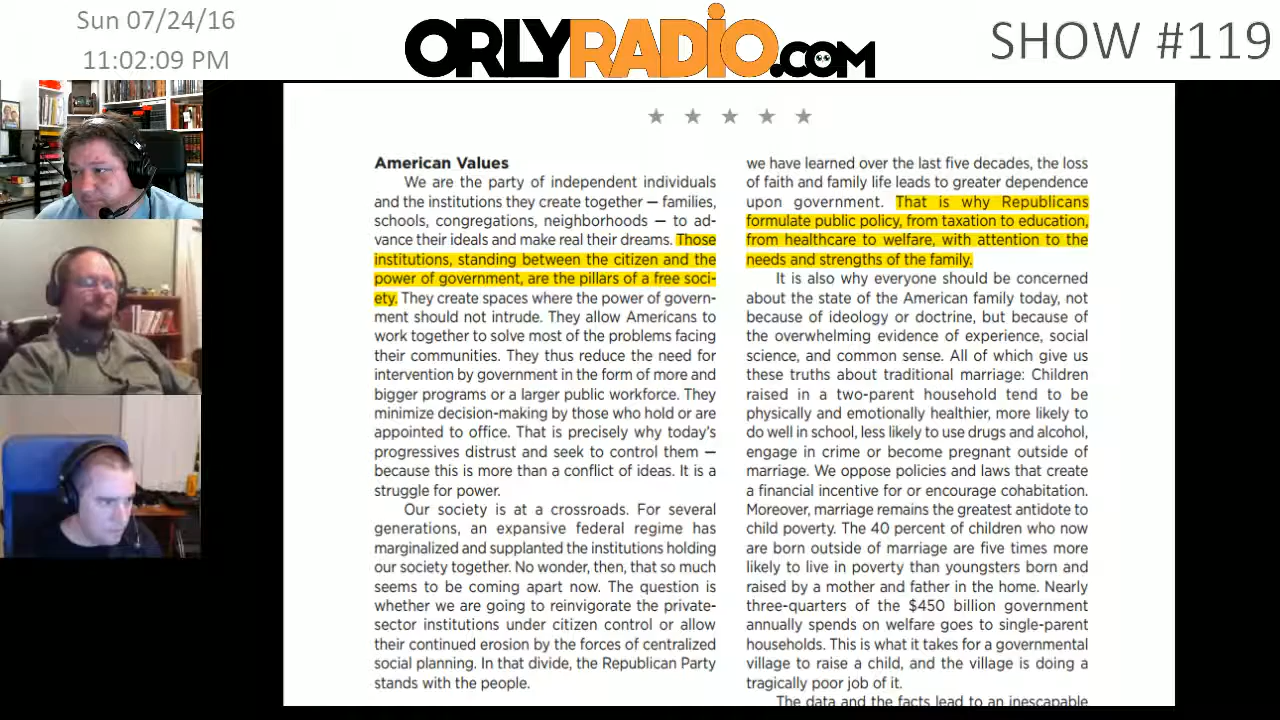 Sun 07/24/16
11:02:09 PM
ORLYRADIO.COM
SHOW #119
American Values
We are the party of independent individuals
and the institutions they create together — families,
schools, congregations, neighborhoods — to ad-
vance their ideals and make real their dreams. Those
institutions, standing between the citizen and the
power of government, are the pillars of a free soci-
ety. They create spaces where the power of govern-
ment should not intrude. They allow Americans to
work together to solve most of the problems facing
their communities. They thus reduce the need for
intervention by government in the form of more and
bigger programs or a larger public workforce. They
minimize decision-making by those who hold or are
appointed to office. That is precisely why today's
progressives distrust and seek to control them —
because this is more than a conflict of ideas. It is a
struggle for power.
Our society is at a crossroads. For several
generations, an expansive federal regime has
marginalized and supplanted the institutions holding
our society together. No wonder, then, that so much
seems to be coming apart now. The question is
whether we are going to reinvigorate the private-
sector institutions under citizen control or allow
their continued erosion by the forces of centralized
social planning. In that divide, the Republican Party
stands with the people.
we have learned over the last five decades, the loss
of faith and family life leads to greater dependence
upon government. That is why Republicans
formulate public policy, from taxation to education,
from healthcare to welfare, with attention to the
needs and strengths of the family.
It is also why everyone should be concerned
about the state of the American family today, not
because of ideology or doctrine, but because of
the overwhelming evidence of experience, social
science, and common sense. All of which give us
these truths about traditional marriage: Children
raised in a two-parent household tend to be
physically and emotionally healthier, more likely to
do well in school, less likely to use drugs and alcohol,
engage in crime or become pregnant outside of
marriage. We oppose policies and laws that create
a financial incentive for or encourage cohabitation.
Moreover, marriage remains the greatest antidote to
child poverty. The 40 percent of children who now
are born outside of marriage are five times more
likely to live in poverty than youngsters born and
raised by a mother and father in the home. Nearly
three-quarters of the $450 billion government
annually spends on welfare goes to single-parent
households. This is what it takes for a governmental
village to raise a child, and the village is doing a
tragically poor job of it.
The data and the facts lead to an inescapable